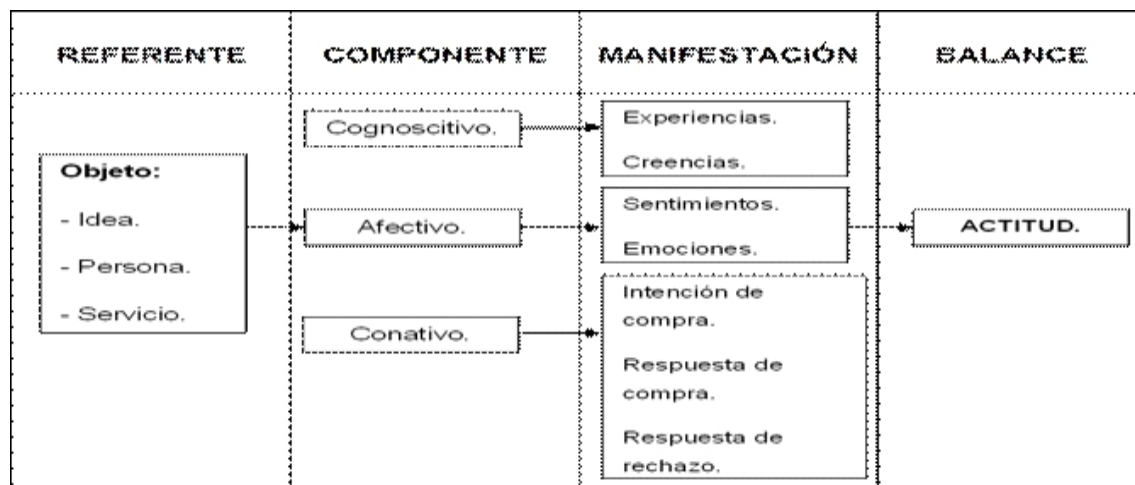 REFERENTE
COMPONENTE
MANIFESTACIÓN
BALANCE
Objeto:
- Idea.
- Persona.
- Servicio.
Cognoscitivo.
Afectivo.
Conativo.
Experiencias.
Creencias.
Sentimientos.
Emociones.
Intención de
compra.
Respuesta de
compra.
Respuesta de
rechazo.
ACTITUD.